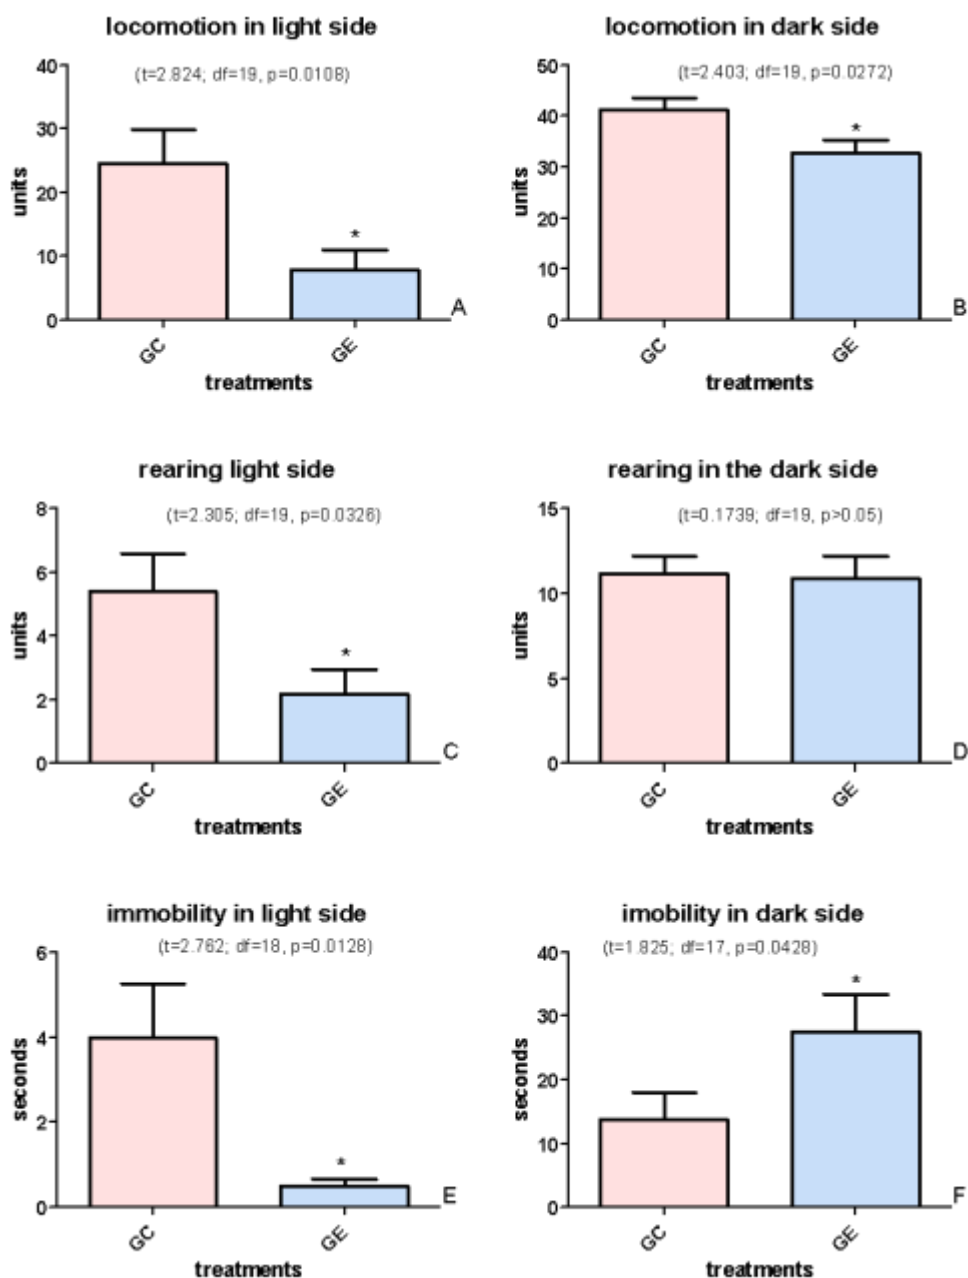 locomotion in light side
(t=2.824; df=19, p=0.0108)
40
30
20
10
0
units
*
GC
GE
treatments
A
locomotion in dark side
(t=2.403; df=19, p=0.0272)
50
40
30
20
10
0
units
*
GC
GE
treatments
B
rearing light side
(t=2.305; df=19, p=0.0326)
8
6
4
2
0
units
*
GC
GE
treatments
C
rearing in the dark side
(t=0.1739; df=19, p>0.05)
15
10
5
0
units
GC
GE
treatments
D
immobility in light side
(t=2.762; df=18, p=0.0128)
6
4
2
0
seconds
*
GC
GE
treatments
E
imobility in dark side
(t=1.825; df=17, p=0.0428)
40
30
20
10
0
seconds
*
GC
GE
treatments
F